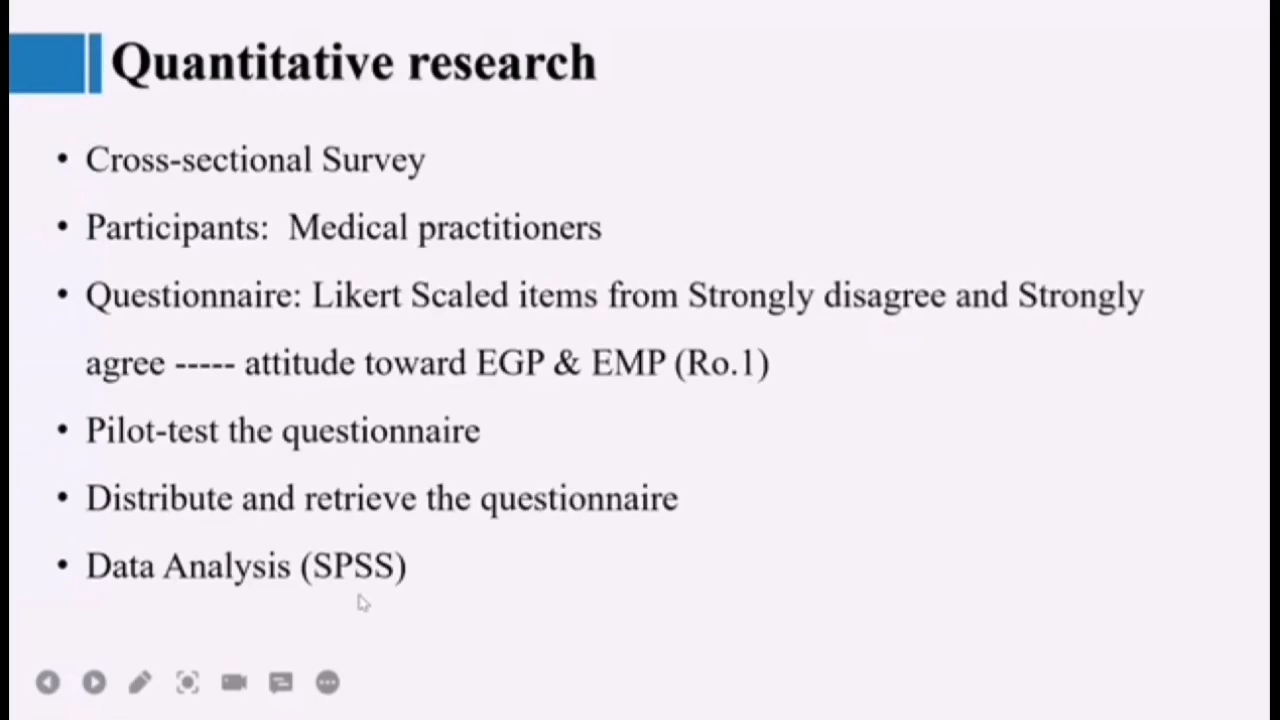 Quantitative research
• Cross-sectional Survey
• Participants: Medical practitioners
• Questionnaire: Likert Scaled items from Strongly disagree and Strongly
agree ----- attitude toward EGP & EMP (Ro.1)
• Pilot-test the questionnaire
• Distribute and retrieve the questionnaire
• Data Analysis (SPSS)